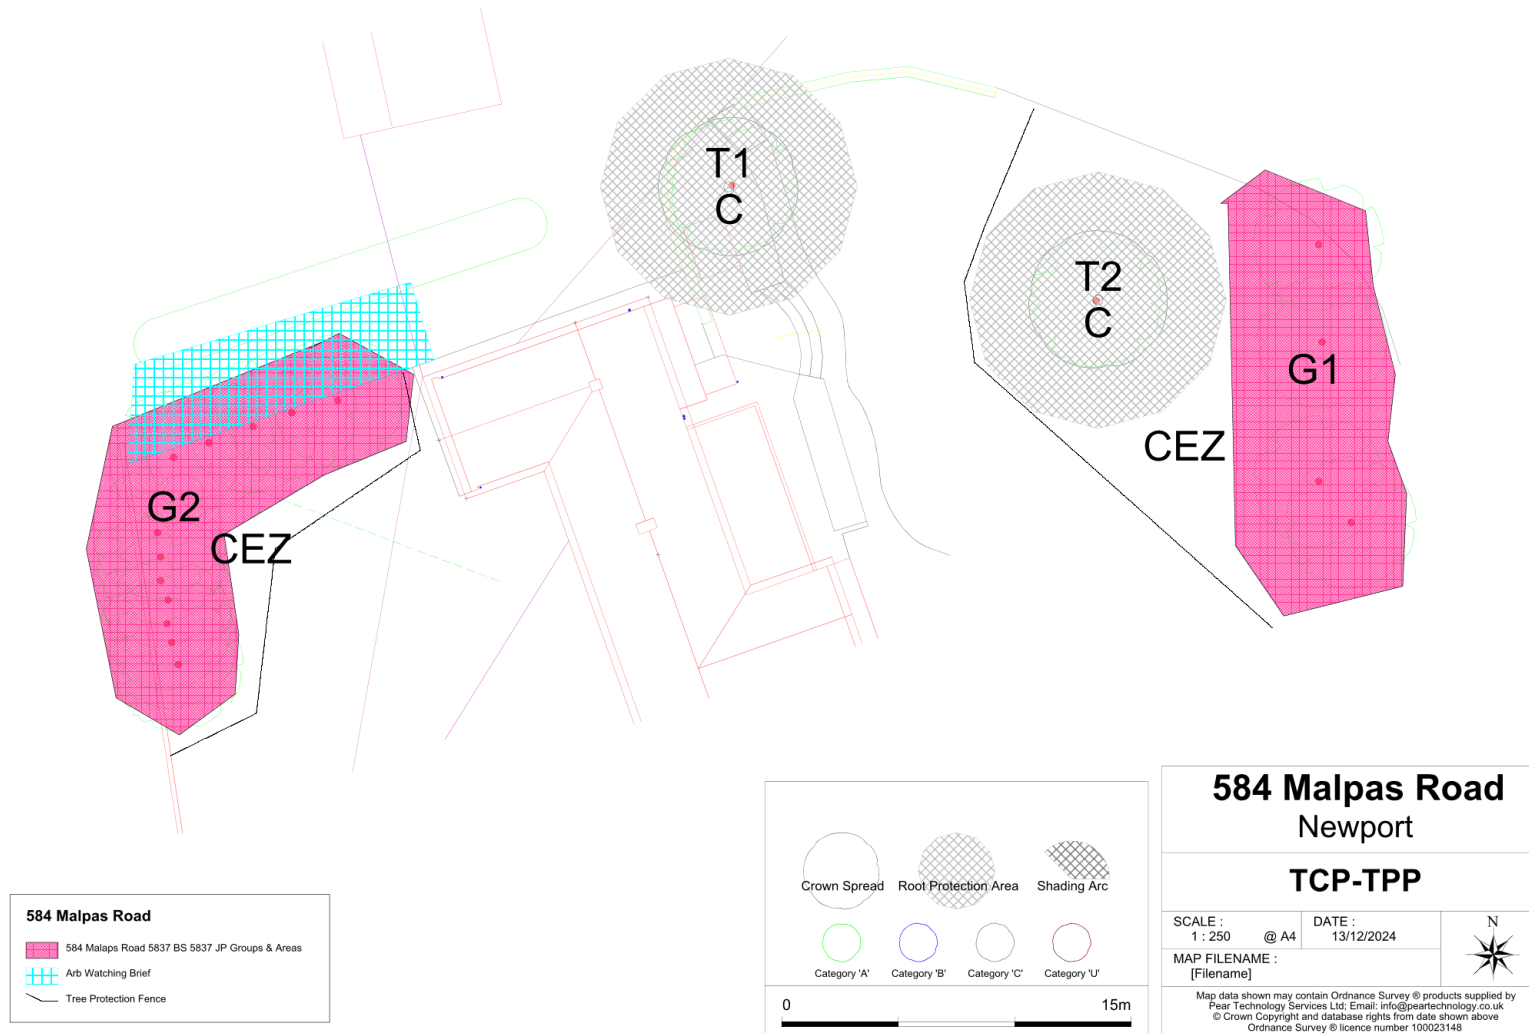 T1
C
T2
C
G1
CEZ
G2
CEZ
584 Malpas Road
584 Malaps Road 5837 BS 5837 JP Groups & Areas
Arb Watching Brief
Tree Protection Fence
Crown Spread Root Protection Area Shading Arc
Category 'A' Category 'B' Category 'C' Category 'U'
0 15m
584 Malpas Road
Newport
TCP-TPP
SCALE :
1 : 250 @ A4
DATE :
13/12/2024
N
MAP FILENAME :
[Filename]
Map data shown may contain Ordnance Survey ® products supplied by
Pear Technology Services Ltd; Email: info@peartechnology.co.uk
© Crown Copyright and database rights from date shown above
Ordnance Survey ® licence number 100023148